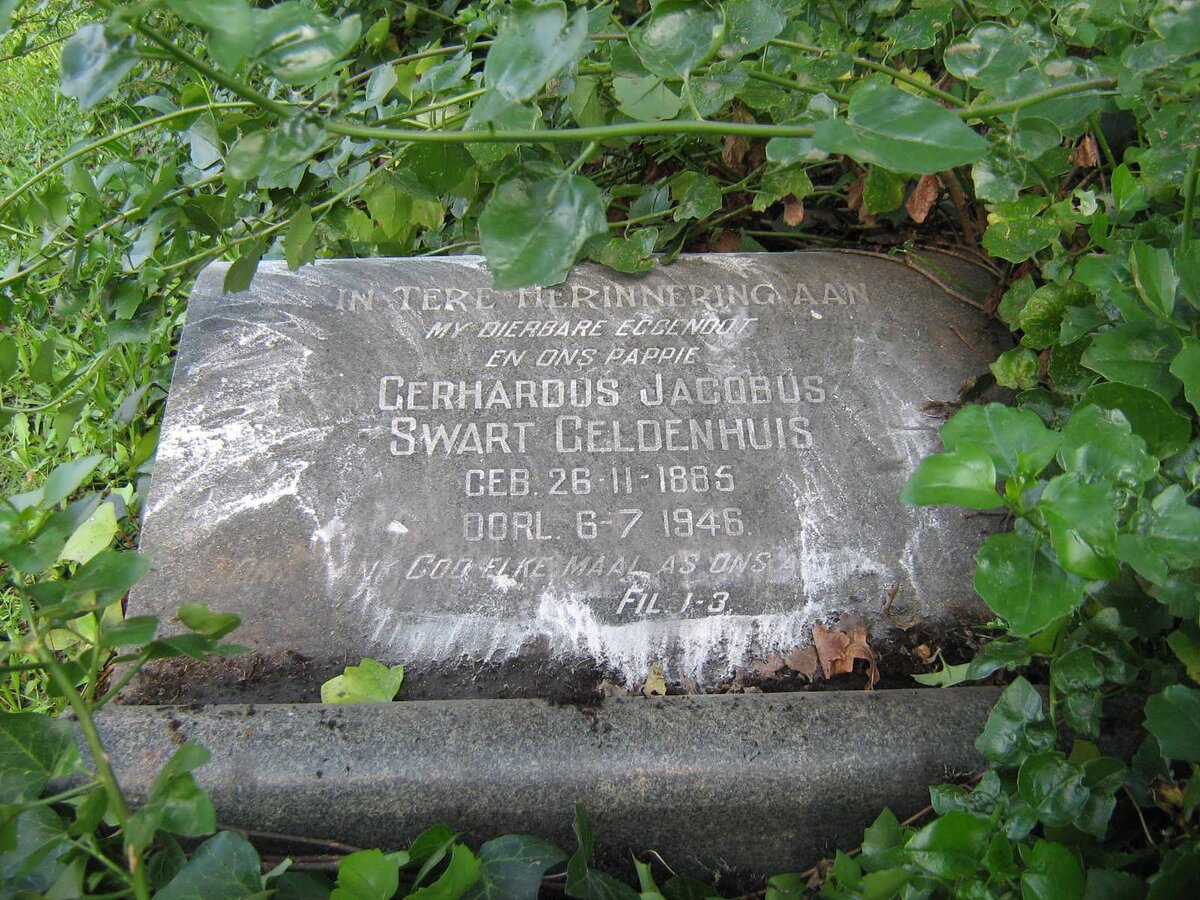 IN TERE HERINNERING AAN
MY DIERBARE EGGENOOT
EN ONS PAPPIE
GERHARDUS JACOBUS
SWART GELDENHUIS
GEB. 26-11-1885
OORL. 6-7 1946.
GOD ELKE MAAL AS ONS
FIL 1-3